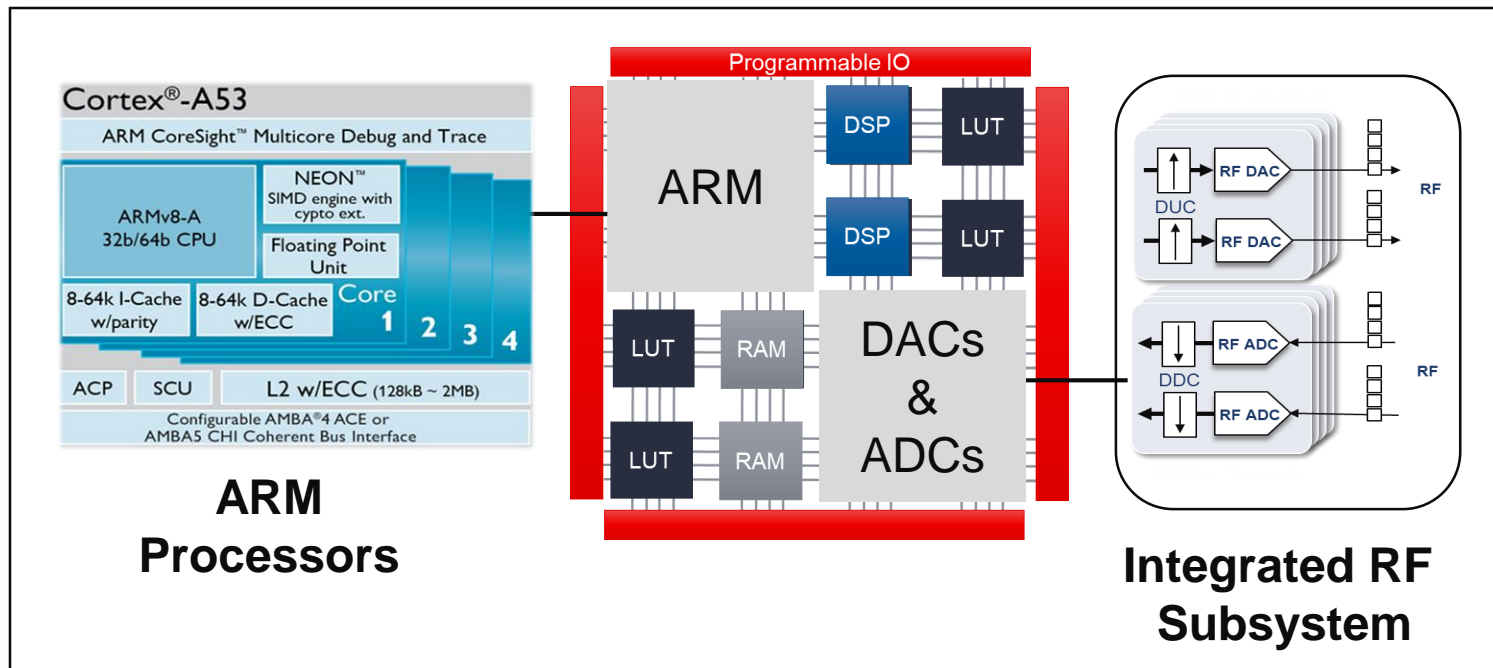 Cortex®-A53
ARM CoreSight™ Multicore Debug and Trace
ARMv8-A
32b/64b CPU
NEON™
SIMD engine with
cypto ext.
Floating Point
Unit
8-64k I-Cache
w/parity
8-64k D-Cache
w/ECC
Core
1
2
3
4
ACP
SCU
L2 w/ECC (128kB ~ 2MB)
Configurable AMBA®4 ACE or
AMBA5 CHI Coherent Bus Interface
ARM
Processors
Programmable IO
ARM
DSP
LUT
DSP
LUT
LUT
RAM
LUT
RAM
DACs
&
ADCs
RF DAC
DUC
RF DAC
RF
RF ADC
DDC
RF ADC
RF
Integrated RF
Subsystem